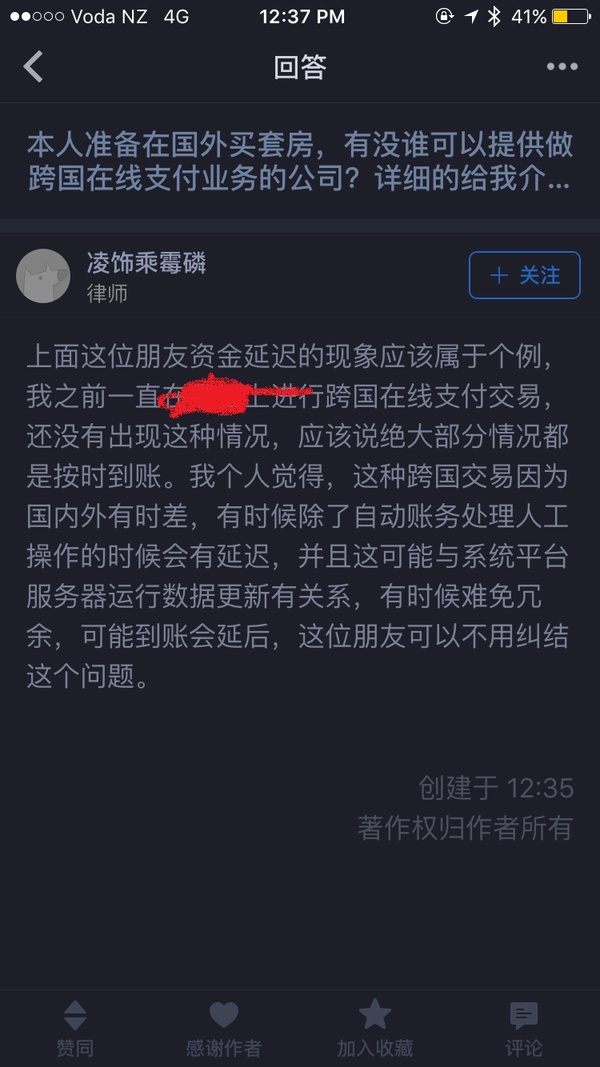 Voda NZ 4G 12:37 PM 41%
回答
本人准备在国外买套房，有没谁可以提供做
跨国在线支付业务的公司？详细的给我介...
凌饰乘霉磷
律师
关注
上面这位朋友资金延迟的现象应该属于个例，
我之前一直在上进行跨国在线支付交易，
还没有出现这种情况，应该说绝大部分情况都
是按时到账。我个人觉得，这种跨国交易因为
国内外有时差，有时候除了自动账务处理人工
操作的时候会有延迟，并且这可能与系统平台
服务器运行数据更新有关系，有时候难免冗
余，可能到账会延后，这位朋友可以不用纠结
这个问题。
创建于 12:35
著作权归作者所有
赞同
感谢作者
加入收藏
评论